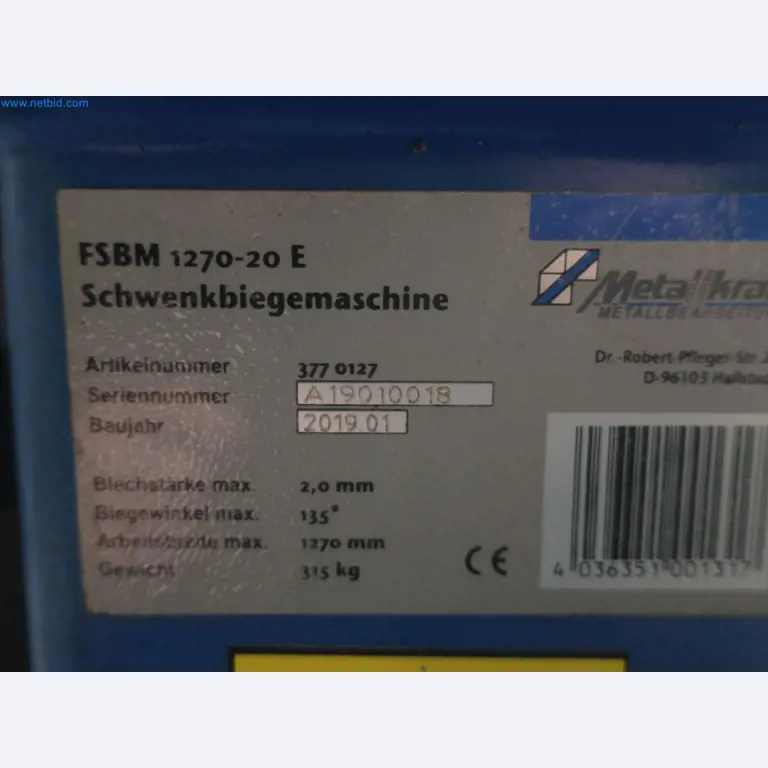 www.netbid.com
FSBM 1270-20 E
Schwenkbiegemaschine
Metallkra
METALLBEARBEITU
Dr.-Robert-Pfleger-Str.
D-96103 Hallstad
Artikelnummer 377 0127
Seriennummer A19010018
Baujahr 2019.01
Blechstärke max. 2,0 mm
Biegewinkel max. 135°
Arbeitsbreite max. 1270 mm
Gewicht 315 kg
CE
4 036351 001317